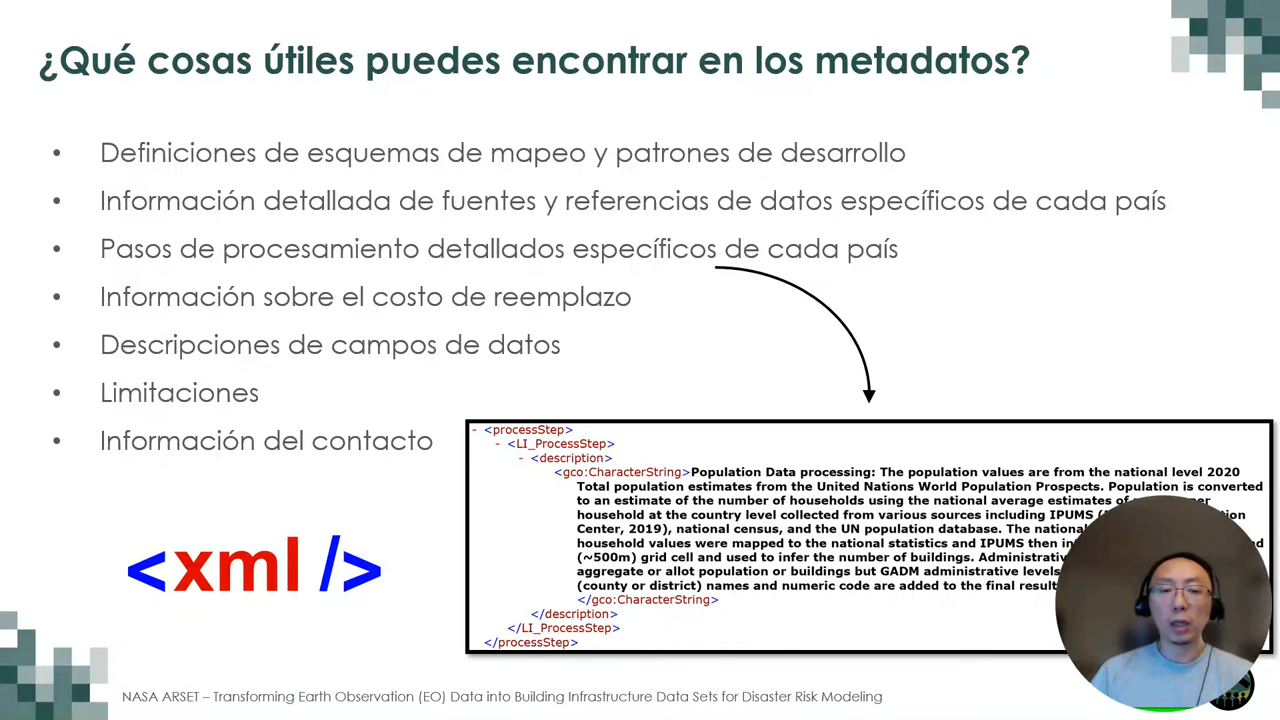 ¿Qué cosas útiles puedes encontrar en los metadatos?
• Definiciones de esquemas de mapeo y patrones de desarrollo
• Información detallada de fuentes y referencias de datos específicos de cada país
• Pasos de procesamiento detallados específicos de cada país
• Información sobre el costo de reemplazo
• Descripciones de campos de datos
• Limitaciones
• Información del contacto
<xml />
- <processStep>
- <LI_ProcessStep>
- <description>
<gco:CharacterString>Population Data processing: The population values are from the national level 2020
Total population estimates from the United Nations World Population Prospects. Population is converted
to an estimate of the number of households using the national average estimates of
household at the country level collected from various sources including IPUMS
Center, 2019), national census, and the UN population database. The national
household values were mapped to the national statistics and IPUMS then
(~500m) grid cell and used to infer the number of buildings.
aggregate or allot population or buildings but GADM administrative levels
(county or district) names and numeric code are added to the final
</gco:CharacterString>
</description>
</LI_ProcessStep>
</processStep>
NASA ARSET – Transforming Earth Observation (EO) Data into Building Infrastructure Data Sets for Disaster Risk Modeling